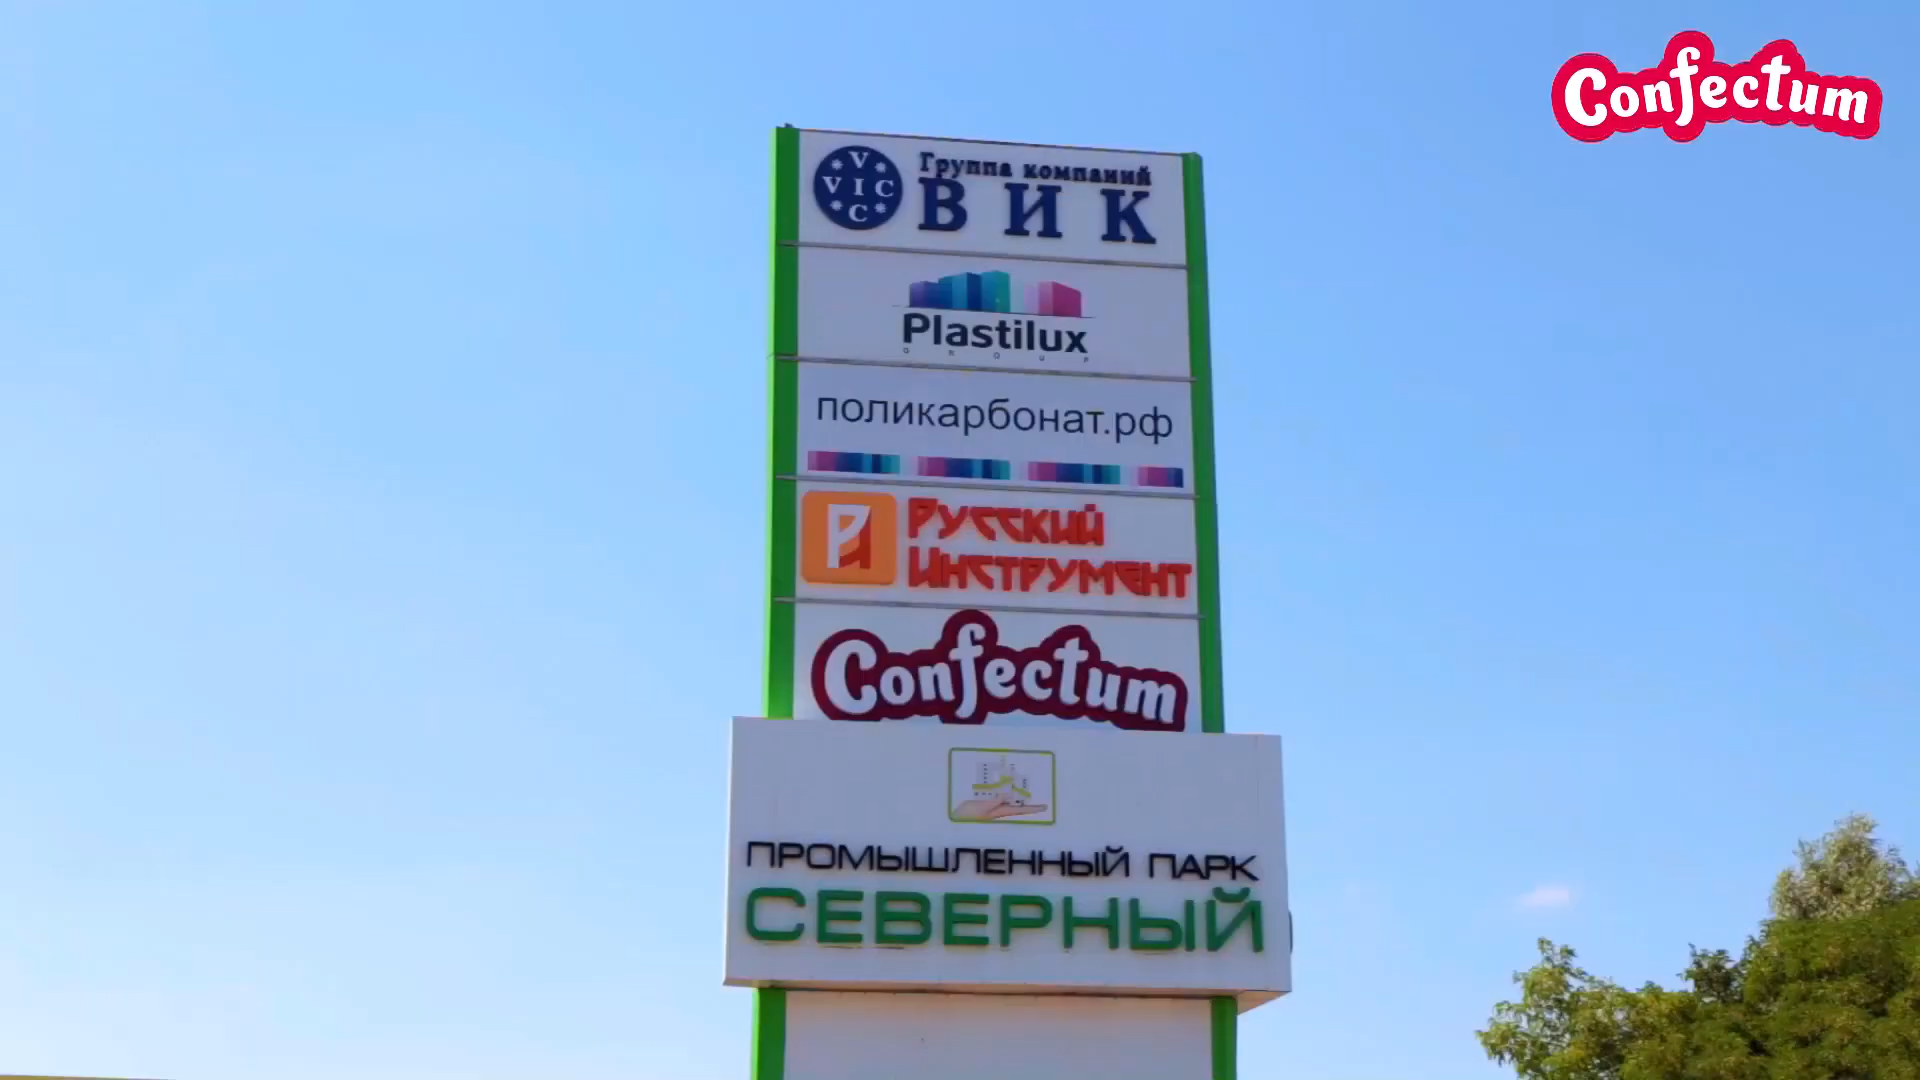 Confectum
V
VIC
C
Группа компаний
ВИК
Plastilux
GROUP
поликарбонат.рф
Русский
Инструмент
Confectum
ПРОМЫШЛЕННЫЙ ПАРК
СЕВЕРНЫЙ